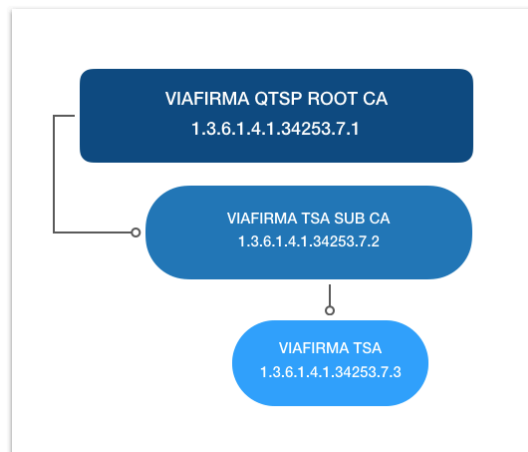 VIAFIRMA QTSP ROOT CA
1.3.6.1.4.1.34253.7.1
VIAFIRMA TSA SUB CA
1.3.6.1.4.1.34253.7.2
VIAFIRMA TSA
1.3.6.1.4.1.34253.7.3